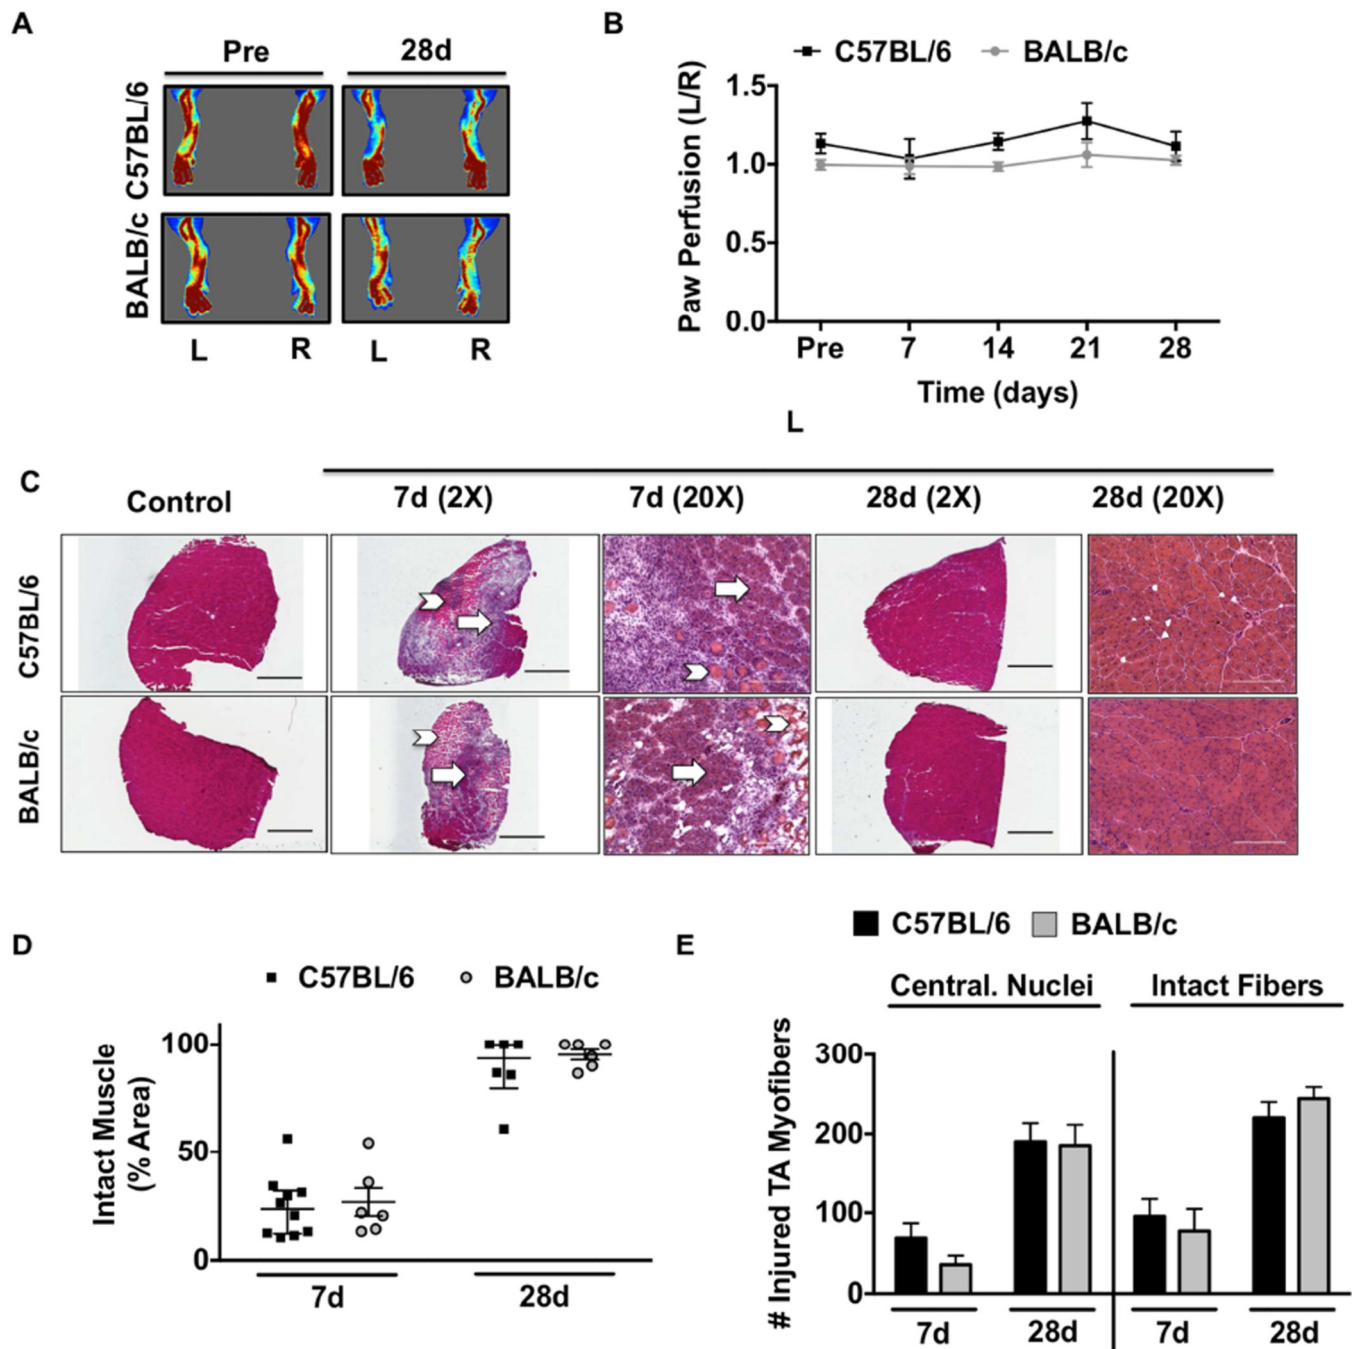 A
Pre 28d
C57BL/6
BALB/c
L R L R
B
C57BL/6 BALB/c
Paw Perfusion (L/R)
1.5
1.0
0.5
0.0
Pre 7 14 21 28
Time (days)
L
C
Control 7d (2X) 7d (20X) 28d (2X) 28d (20X)
C57BL/6
BALB/c
D
C57BL/6 BALB/c
Intact Muscle
(% Area)
100
50
0
7d 28d
E
C57BL/6 BALB/c
Central. Nuclei Intact Fibers
# Injured TA Myofibers
300
200
100
0
7d 28d 7d 28d